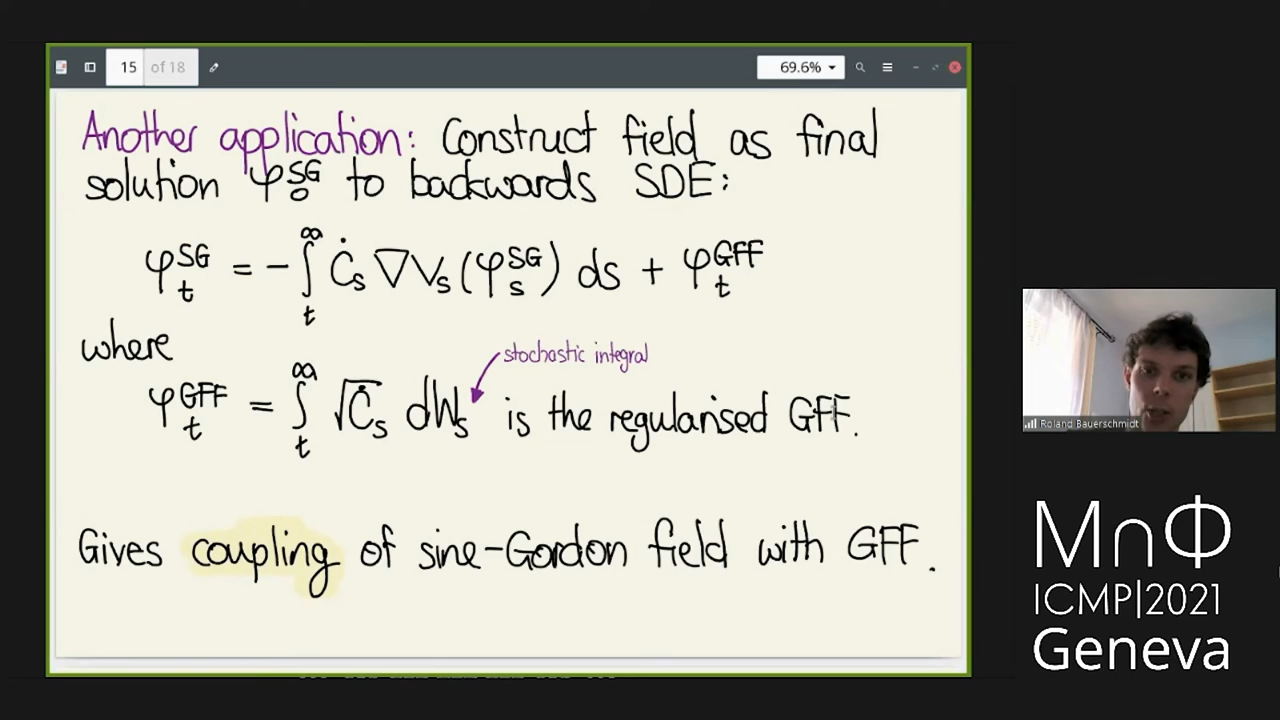 15 of 18
69.6%
Another application: Construct field as final
solution φ₀^SG to backwards SDE:
φ_t^SG = - ∫_t^∞ Ċ_s ∇V_s (φ_s^SG) ds + φ_t^GFF
where
stochastic integral
φ_t^GFF = ∫_t^∞ √Ċ_s dW_s is the regularised GFF.
Gives coupling of sine-Gordon field with GFF.
Roland Bauerschmidt
M∩Φ
ICMP|2021
Geneva